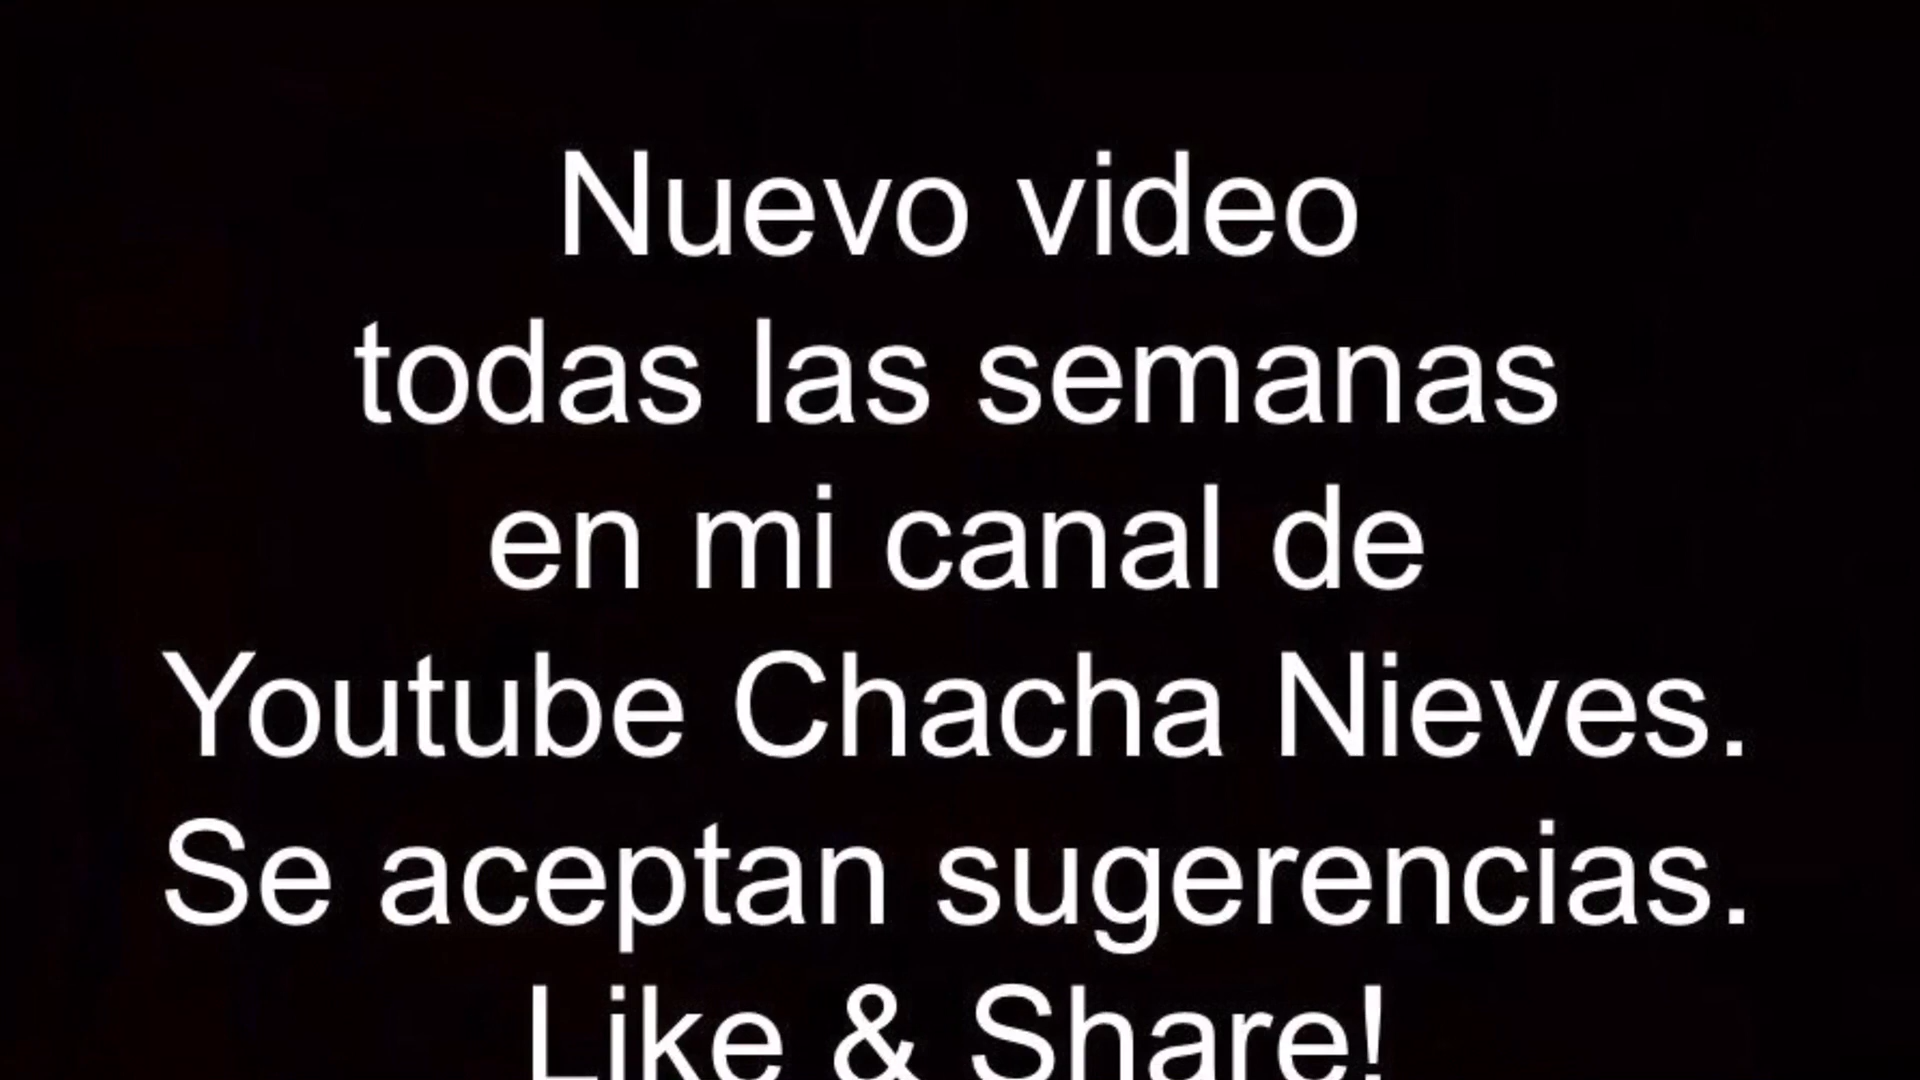 Nuevo video
todas las semanas
en mi canal de
Youtube Chacha Nieves.
Se aceptan sugerencias.
Like & Share!